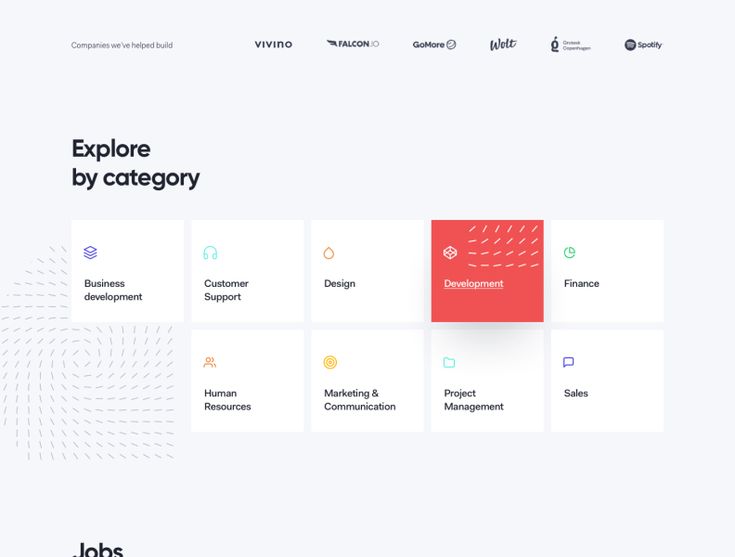 Companies we've helped build
VIVINO
FALCON.IO
GoMore
Wolt
Grotesk
Copenhagen
Spotify
Explore
by category
Business
development
Customer
Support
Design
Development
Finance
Human
Resources
Marketing &
Communication
Project
Management
Sales
Jobs